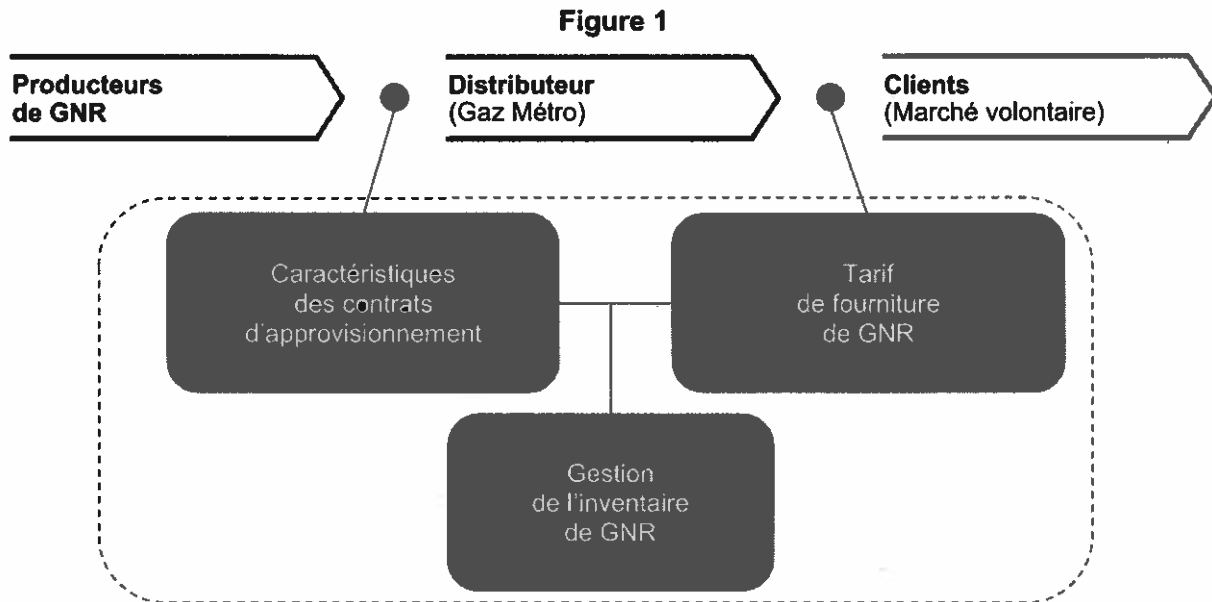 Figure 1
Producteurs
de GNR
Distributeur
(Gaz Métro)
Clients
(Marché volontaire)
Caractéristiques
des contrats
d'approvisionnement
Tarif
de fourniture
de GNR
Gestion
de l'inventaire
de GNR